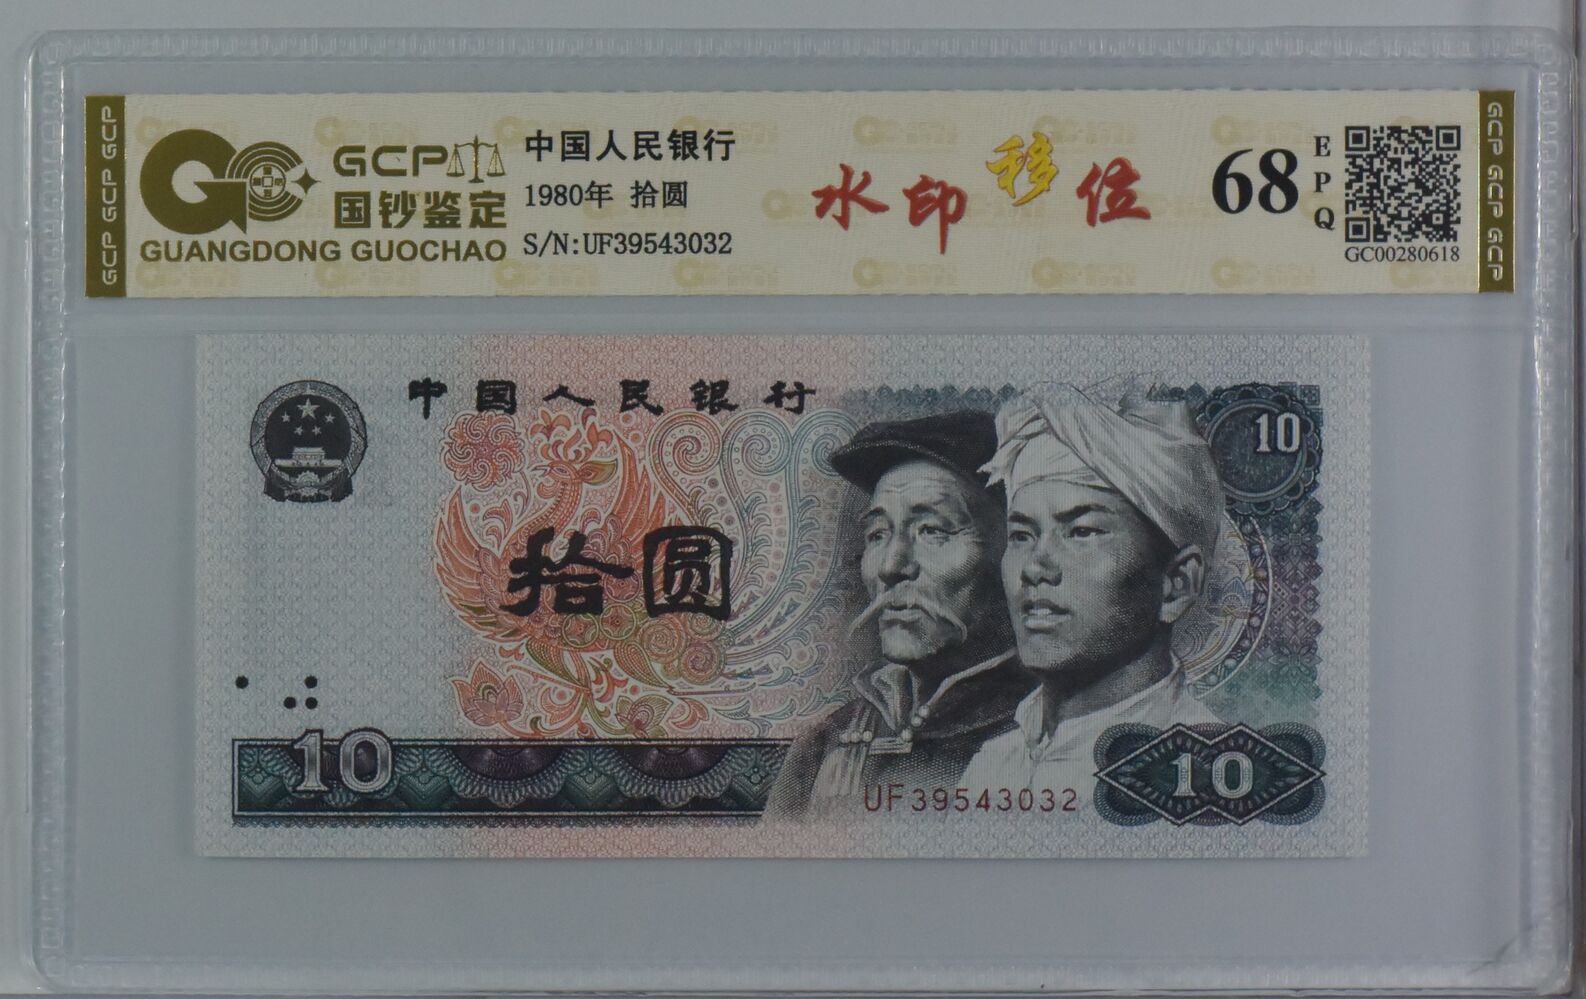 GCP GCP GCP
GCP
国钞鉴定
GUANGDONG GUOCHAO
中国人民银行
1980年 拾圆
S/N:UF39543032
水印移位
68
EPQ
GC00280618
GCP GCP GCP
中国人民银行
10
拾圆
10
UF39543032
10